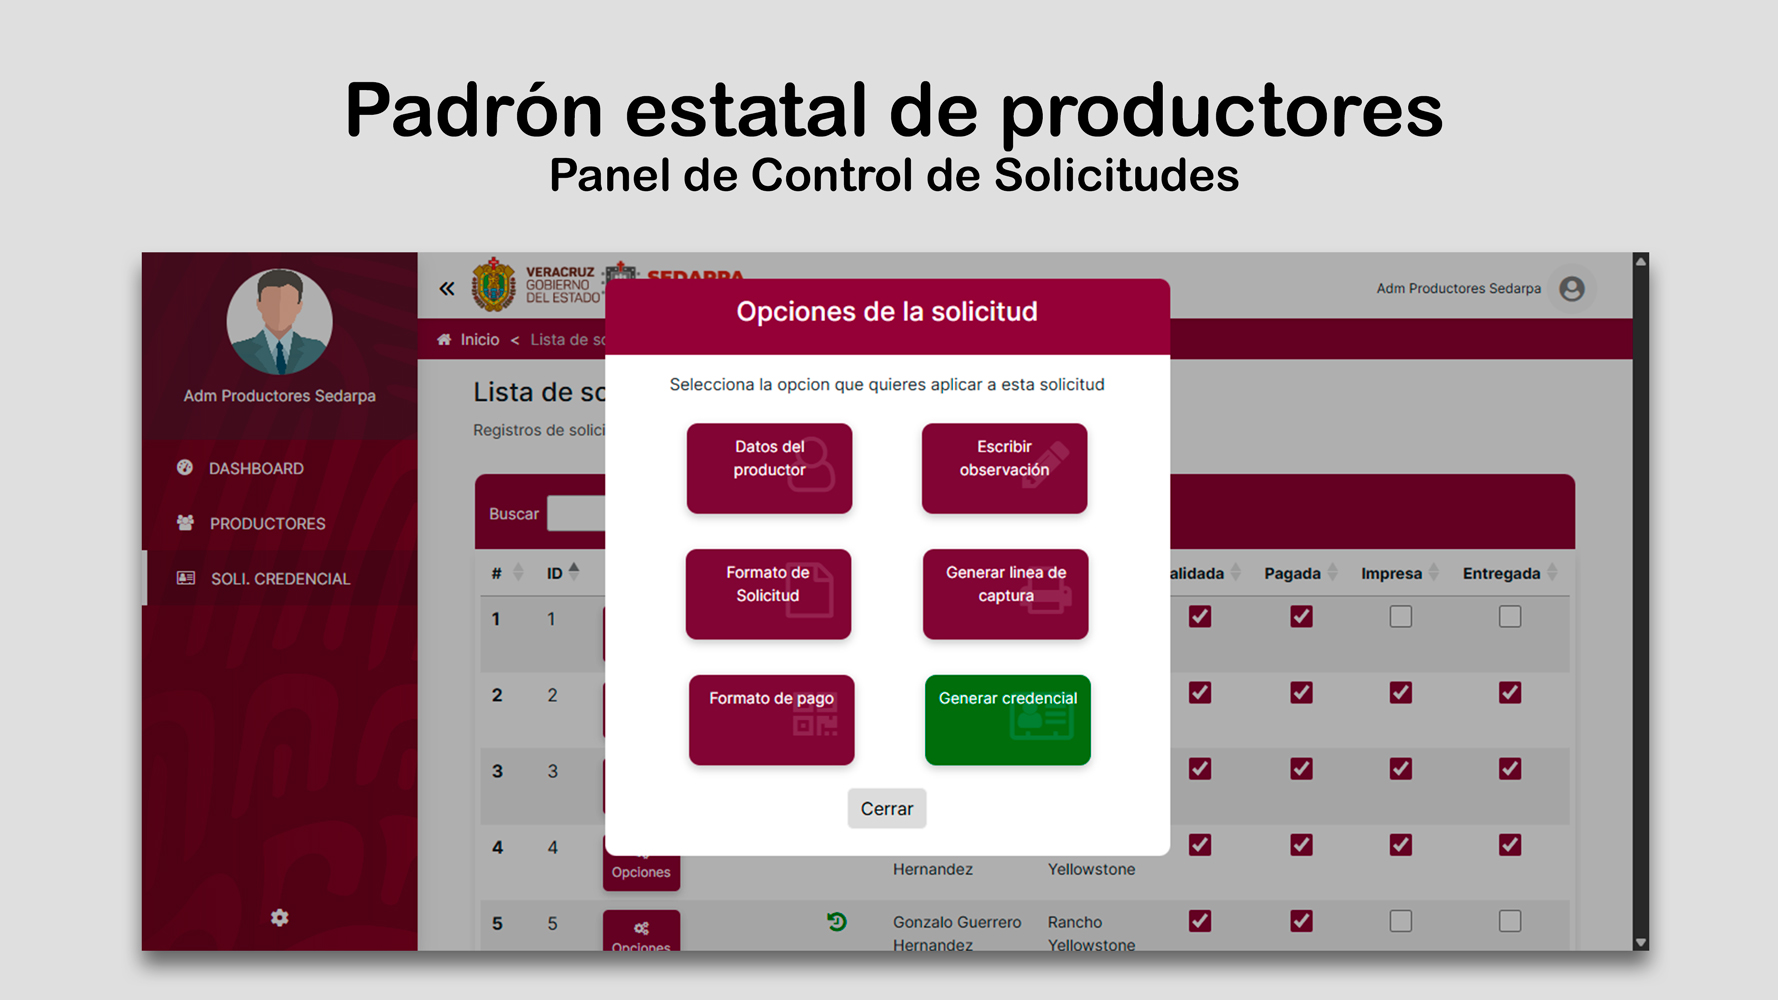 Padrón estatal de productores
Panel de Control de Solicitudes
Adm Productores Sedarpa
DASHBOARD
PRODUCTORES
SOLI. CREDENCIAL
VERACRUZ
GOBIERNO
DEL ESTADO
SEDARPA
Adm Productores Sedarpa
Inicio < Lista de so
Lista de so
Registros de solici
Buscar
Opciones de la solicitud
Selecciona la opcion que quieres aplicar a esta solicitud
Datos del
productor
Escribir
observación
Formato de
Solicitud
Generar linea de
captura
Formato de pago
Generar credencial
Cerrar
# ID alidada Pagada Impresa Entregada
1 1
2 2
3 3
4 4 Opciones Hernandez Yellowstone
5 5 Opciones Gonzalo Guerrero Rancho
Hernandez Yellowstone